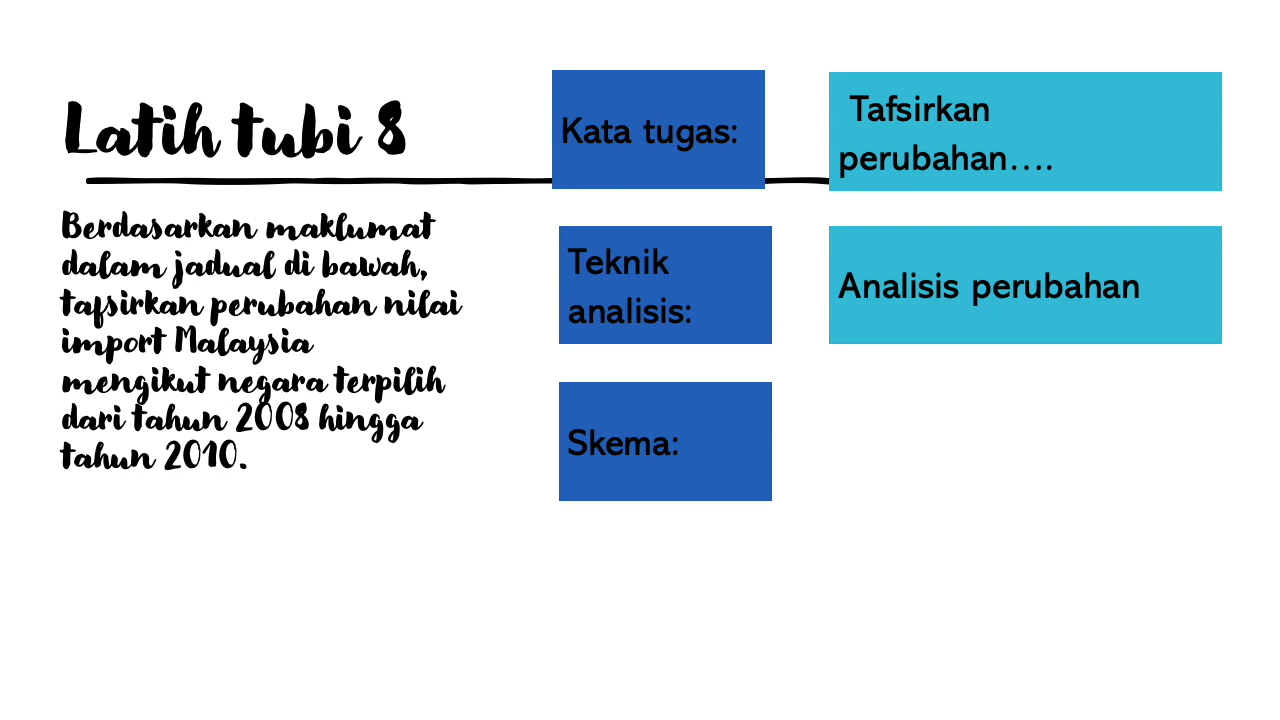 Latih tubi 8
Berdasarkan maklumat
dalam jadual di bawah,
tafsirkan perubahan nilai
import Malaysia
mengikut negara terpilih
dari tahun 2008 hingga
tahun 2010.
Kata tugas:
Tafsirkan
perubahan....
Teknik
analisis:
Analisis perubahan
Skema: